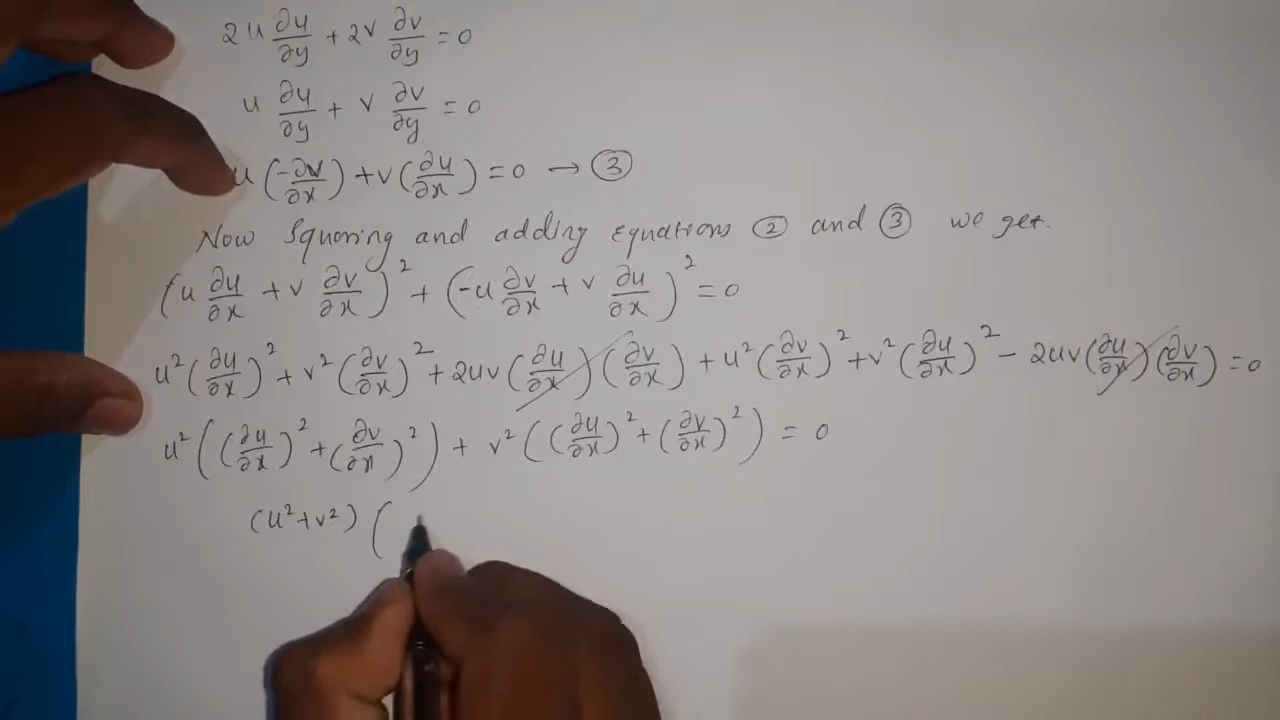 2u ∂u/∂y + 2v ∂v/∂y = 0
u ∂u/∂y + v ∂v/∂y = 0
u (-∂v/∂x) + v (∂u/∂x) = 0 → ③
Now Squaring and adding Equations ② and ③ we get.
(u ∂u/∂x + v ∂v/∂x)² + (-u ∂v/∂x + v ∂u/∂x)² = 0
u² (∂u/∂x)² + v² (∂v/∂x)² + 2uv (∂u/∂x) (∂v/∂x) + u² (∂v/∂x)² + v² (∂u/∂x)² - 2uv (∂u/∂x) (∂v/∂x) = 0
u² ((∂u/∂x)² + (∂v/∂x)²) + v² ((∂u/∂x)² + (∂v/∂x)²) = 0
(u² + v²) (